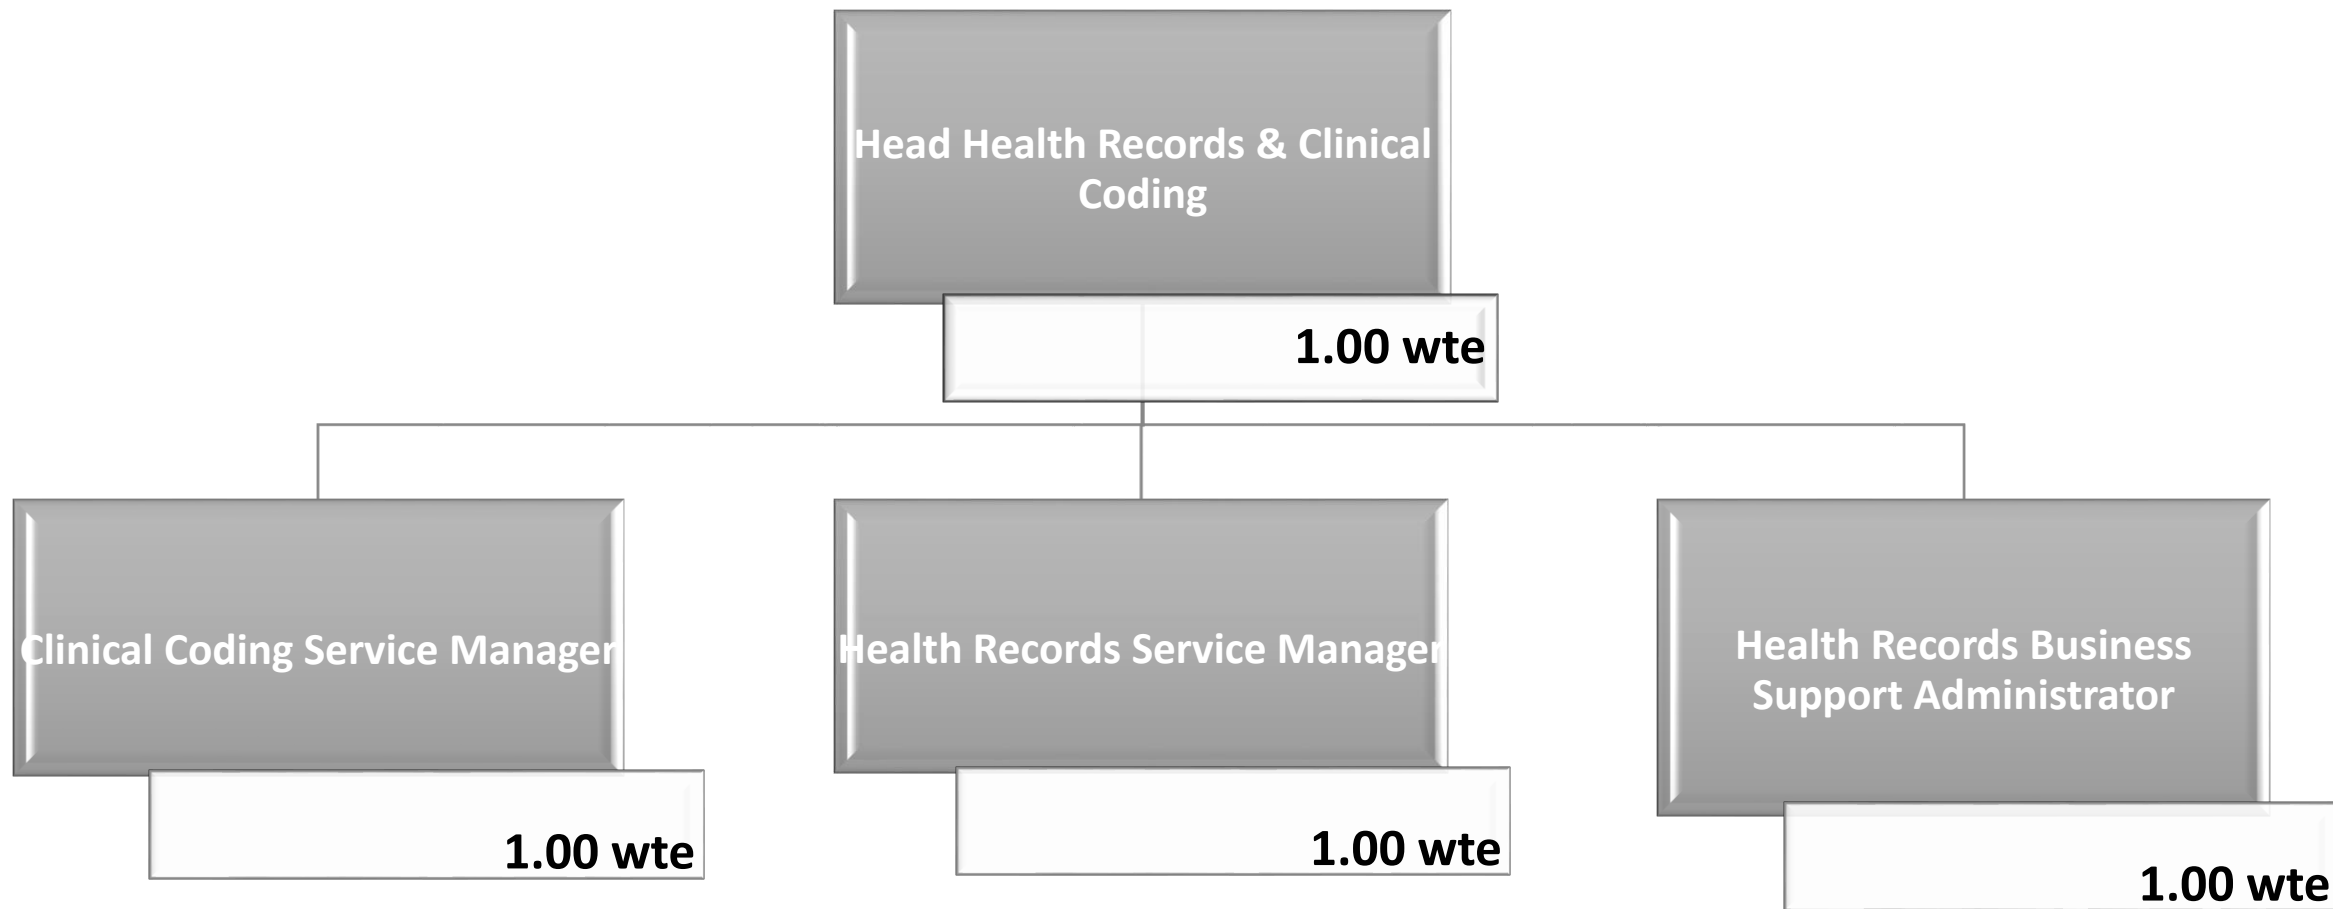 Head Health Records & Clinical
Coding
1.00 wte
Clinical Coding Service Manager
1.00 wte
Health Records Service Manager
1.00 wte
Health Records Business
Support Administrator
1.00 wte